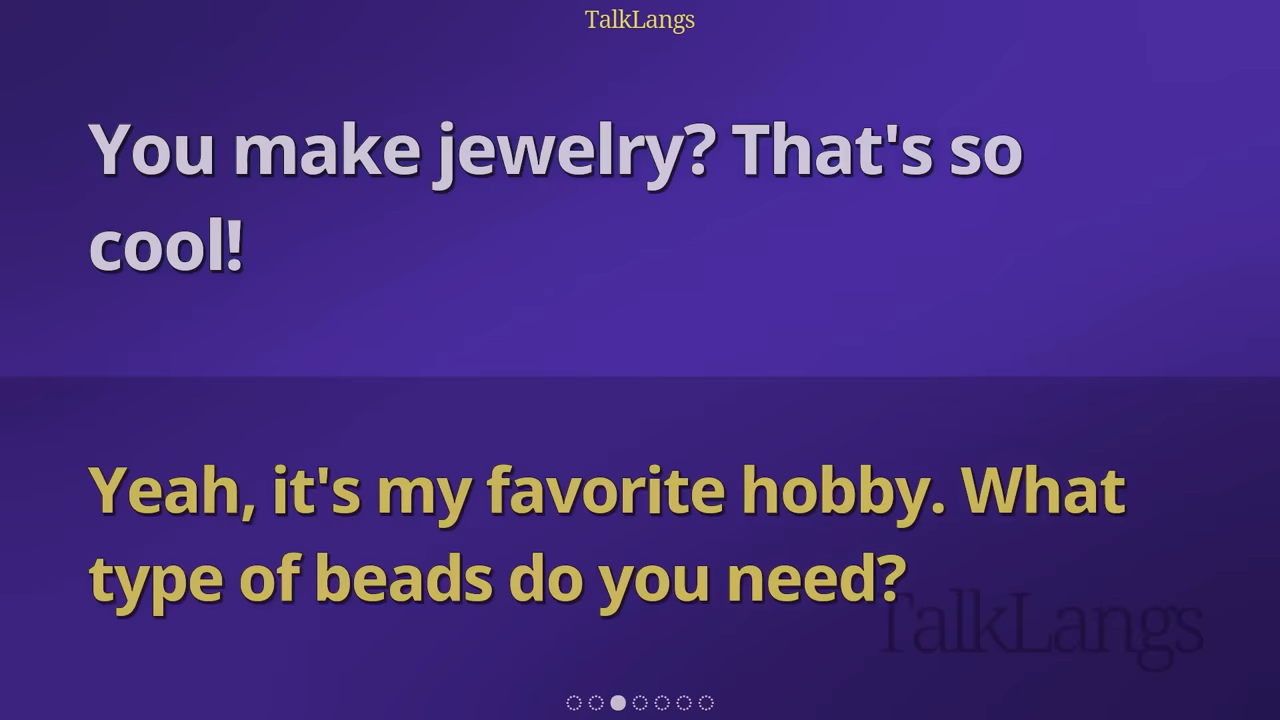 TalkLangs
You make jewelry? That's so
cool!
Yeah, it's my favorite hobby. What
type of beads do you need?
TalkLangs